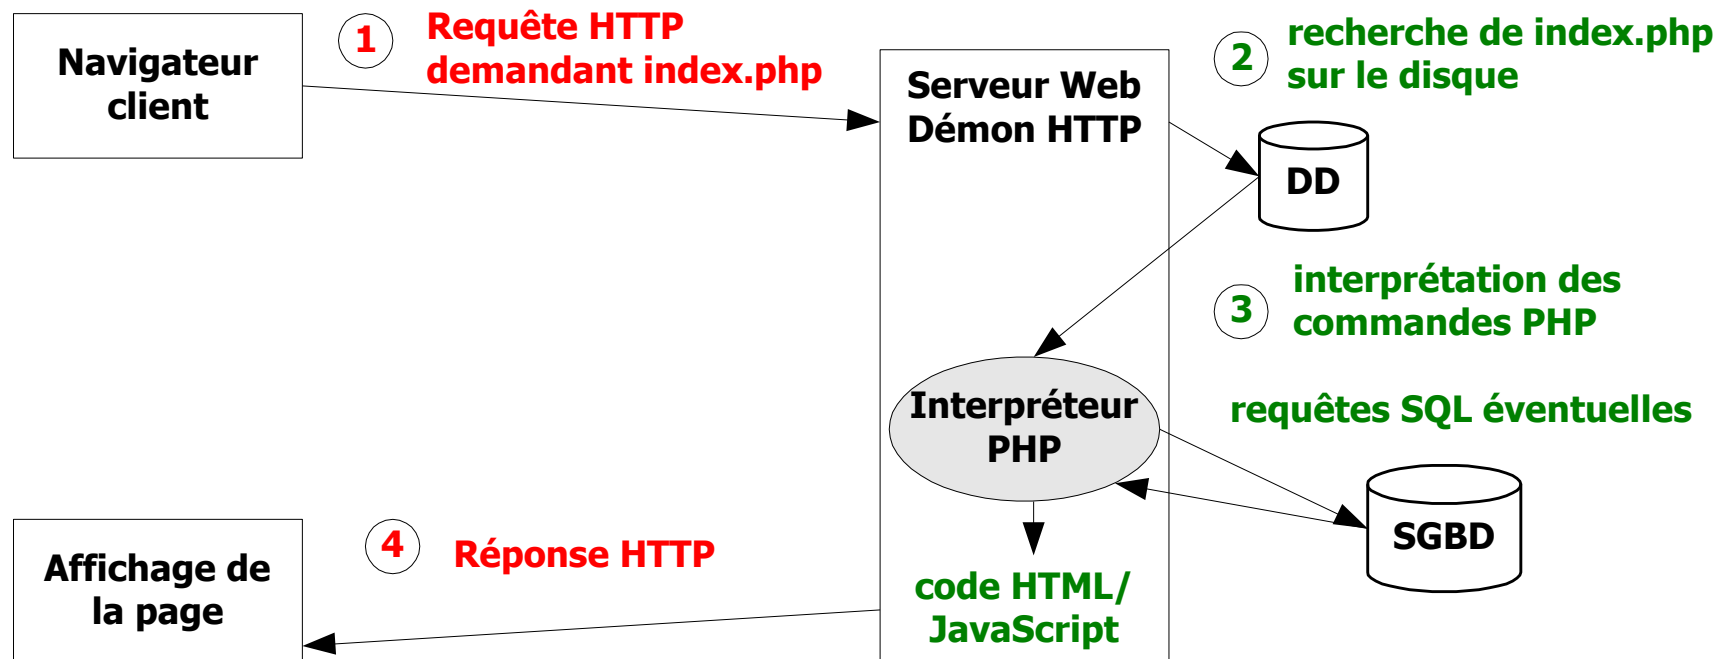 Navigateur
client
1
Requête HTTP
demandant index.php
Serveur Web
Démon HTTP
2
recherche de index.php
sur le disque
DD
3
interprétation des
commandes PHP
Interpréteur
PHP
requêtes SQL éventuelles
SGBD
code HTML/
JavaScript
4
Réponse HTTP
Affichage de
la page